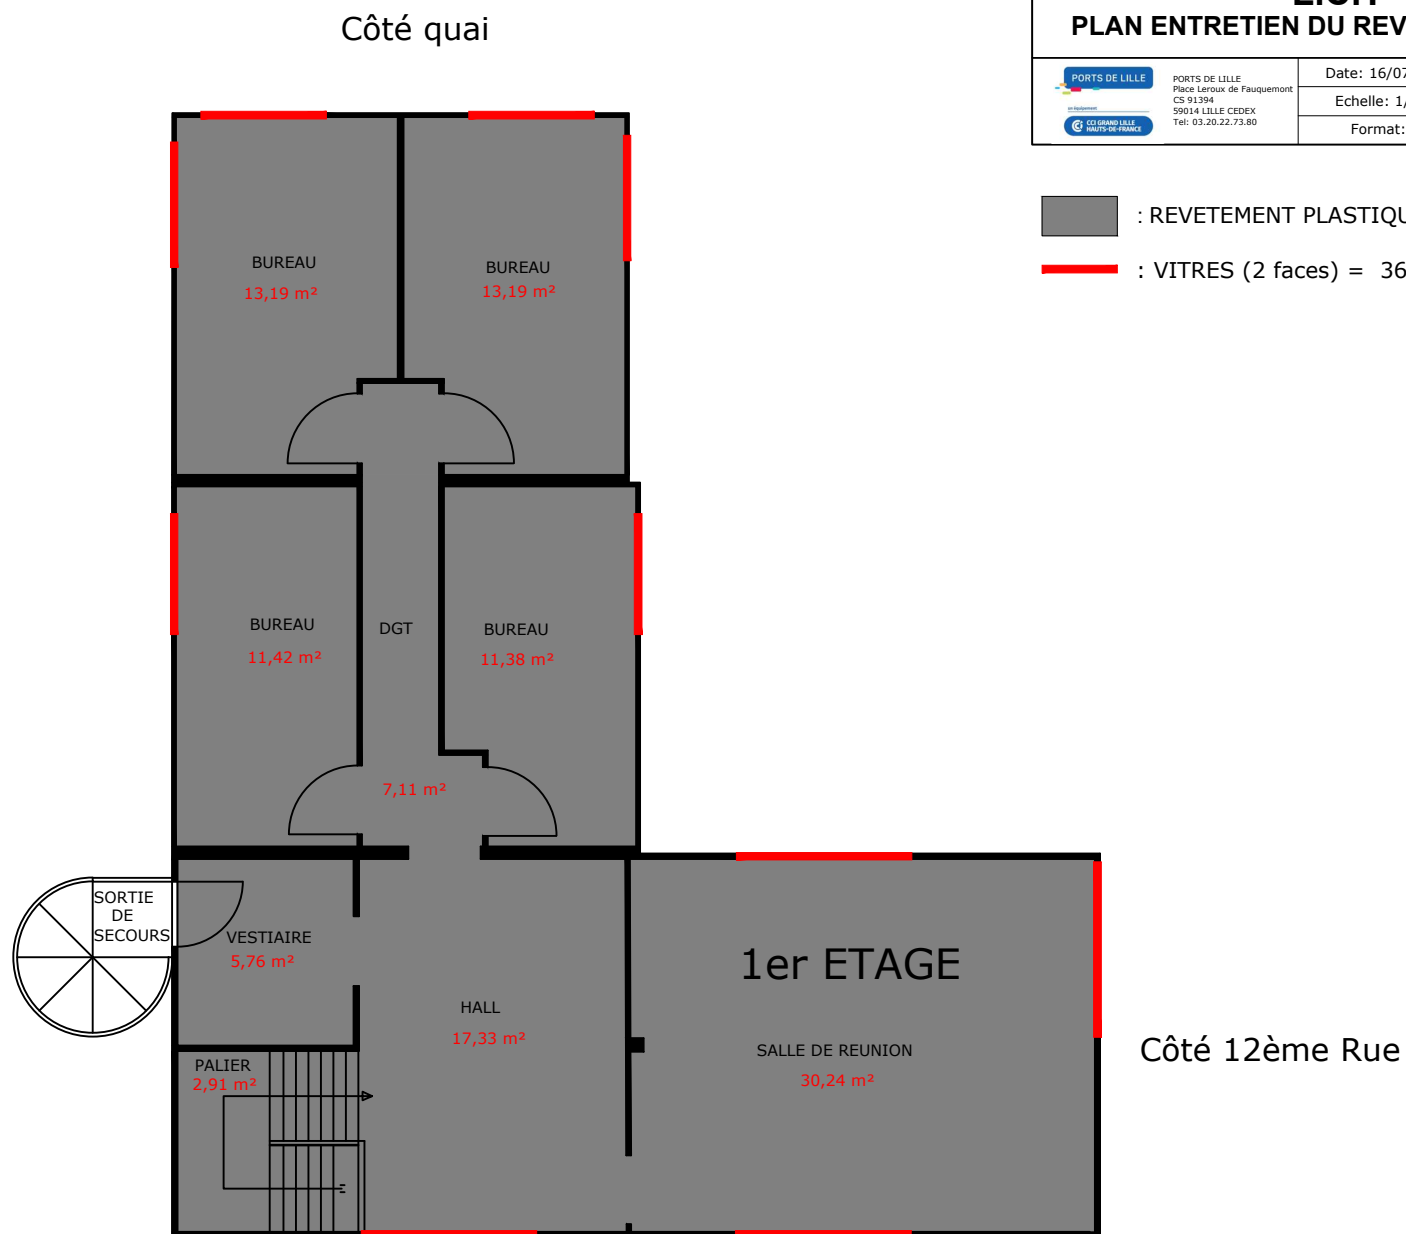 Côté quai
PLAN ENTRETIEN DU REV
PORTS DE LILLE
en équipement
CCI GRAND LILLE
HAUTS-DE-FRANCE
PORTS DE LILLE
Place Leroux de Fauquemont
CS 91394
59014 LILLE CEDEX
Tel: 03.20.22.73.80
Date: 16/07
Echelle: 1/
Format:
: REVETEMENT PLASTIQU
: VITRES (2 faces) = 36
BUREAU
13,19 m²
BUREAU
13,19 m²
BUREAU
11,42 m²
DGT
BUREAU
11,38 m²
7,11 m²
SORTIE
DE
SECOURS
VESTIAIRE
5,76 m²
HALL
17,33 m²
PALIER
2,91 m²
1er ETAGE
SALLE DE REUNION
30,24 m²
Côté 12ème Rue